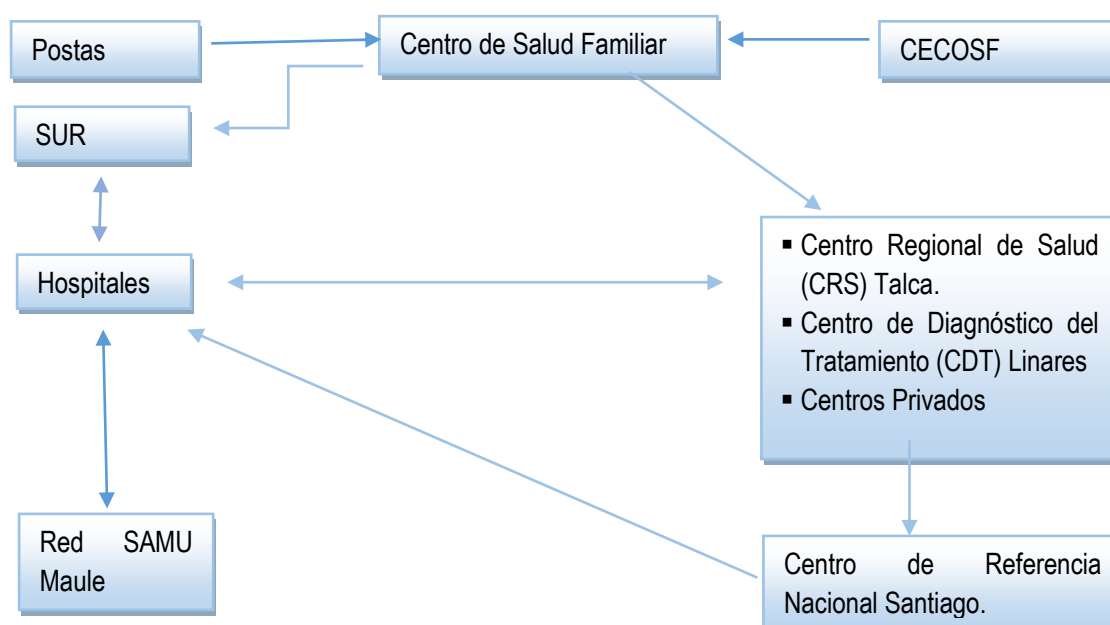 Postas
Centro de Salud Familiar
CECOSF
SUR
Hospitales
▪ Centro Regional de Salud
(CRS) Talca.
▪ Centro de Diagnóstico del
Tratamiento (CDT) Linares
▪ Centros Privados
Red SAMU
Maule
Centro de Referencia
Nacional Santiago.